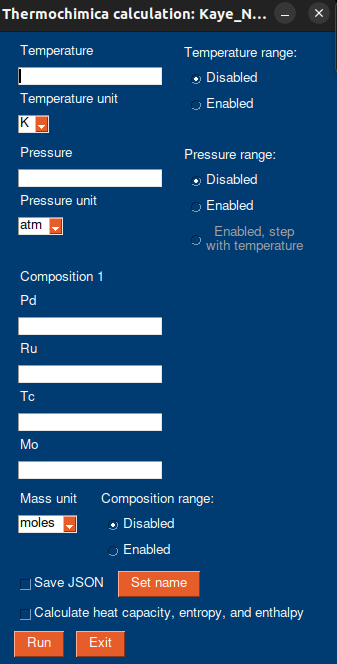 Thermochimica calculation: Kaye_N...
Temperature
Temperature range:
Disabled
Temperature unit
Enabled
K
Pressure
Pressure range:
Disabled
Pressure unit
Enabled
atm
Enabled, step
with temperature
Composition 1
Pd
Ru
Tc
Mo
Mass unit
Composition range:
moles
Disabled
Enabled
Save JSON
Set name
Calculate heat capacity, entropy, and enthalpy
Run
Exit